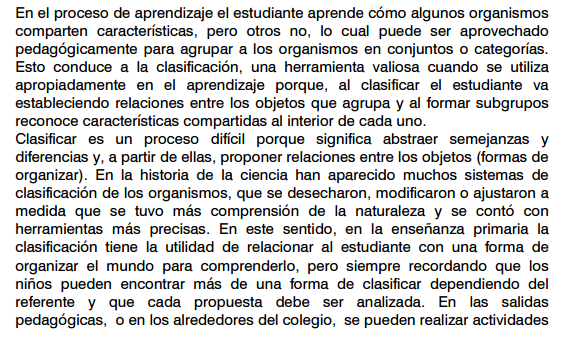 En el proceso de aprendizaje el estudiante aprende cómo algunos organismos
comparten características, pero otros no, lo cual puede ser aprovechado
pedagógicamente para agrupar a los organismos en conjuntos o categorías.
Esto conduce a la clasificación, una herramienta valiosa cuando se utiliza
apropiadamente en el aprendizaje porque, al clasificar el estudiante va
estableciendo relaciones entre los objetos que agrupa y al formar subgrupos
reconoce características compartidas al interior de cada uno.
Clasificar es un proceso difícil porque significa abstraer semejanzas y
diferencias y, a partir de ellas, proponer relaciones entre los objetos (formas de
organizar). En la historia de la ciencia han aparecido muchos sistemas de
clasificación de los organismos, que se desecharon, modificaron o ajustaron a
medida que se tuvo más comprensión de la naturaleza y se contó con
herramientas más precisas. En este sentido, en la enseñanza primaria la
clasificación tiene la utilidad de relacionar al estudiante con una forma de
organizar el mundo para comprenderlo, pero siempre recordando que los
niños pueden encontrar más de una forma de clasificar dependiendo del
referente y que cada propuesta debe ser analizada. En las salidas
pedagógicas, o en los alrededores del colegio, se pueden realizar actividades